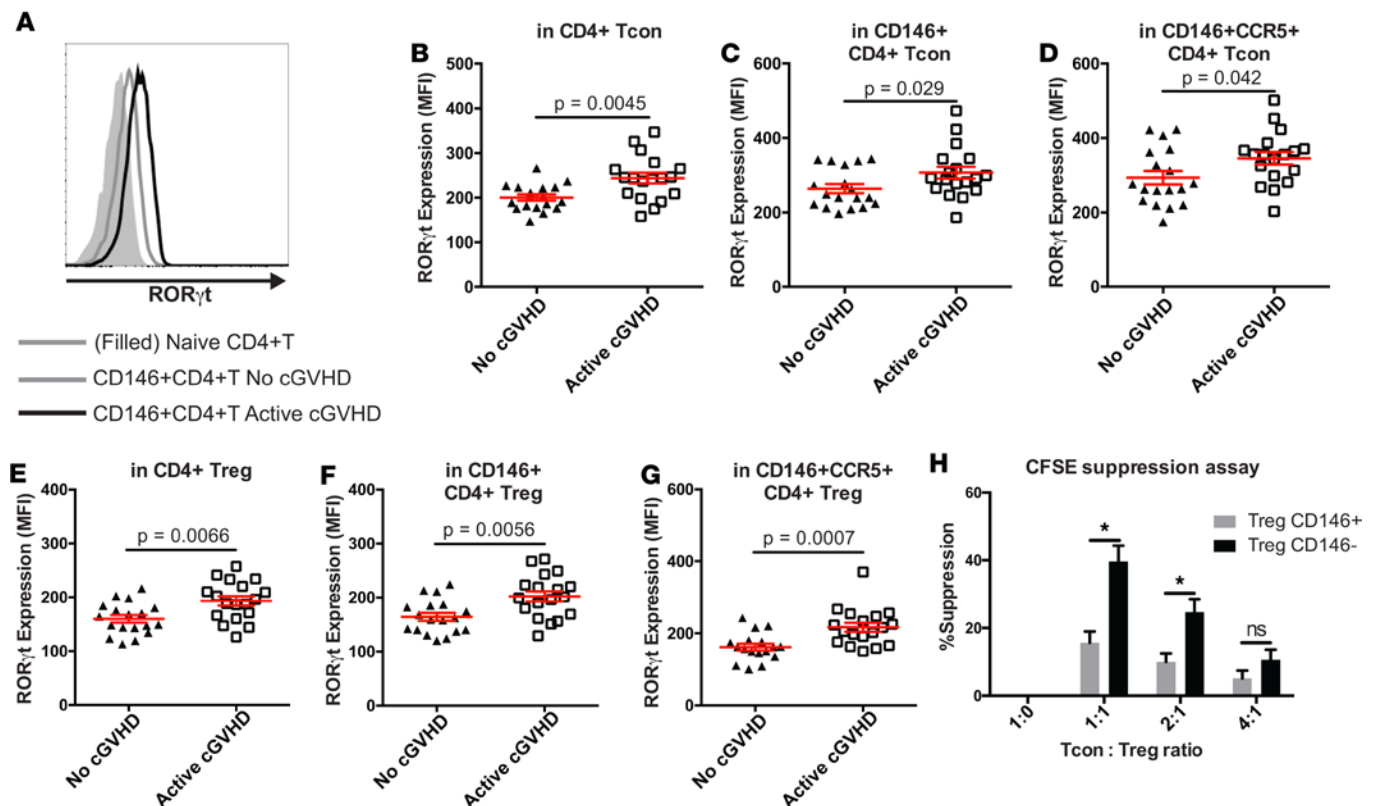 A
RORγt
(Filled) Naive CD4+T
CD146+CD4+T No cGVHD
CD146+CD4+T Active cGVHD
B
in CD4+ Tcon
RORγt Expression (MFI)
500
400
300
200
100
0
p = 0.0045
No cGVHD
Active cGVHD
C
in CD146+
CD4+ Tcon
RORγt Expression (MFI)
600
400
200
0
p = 0.029
No cGVHD
Active cGVHD
D
in CD146+CCR5+
CD4+ Tcon
RORγt Expression (MFI)
600
400
200
0
p = 0.042
No cGVHD
Active cGVHD
E
in CD4+ Treg
RORγt Expression (MFI)
400
300
200
100
0
p = 0.0066
No cGVHD
Active cGVHD
F
in CD146+
CD4+ Treg
RORγt Expression (MFI)
400
300
200
100
0
p = 0.0056
No cGVHD
Active cGVHD
G
in CD146+CCR5+
CD4+ Treg
RORγt Expression (MFI)
600
400
200
0
p = 0.0007
No cGVHD
Active cGVHD
H
CFSE suppression assay
%Suppression
60
40
20
0
Treg CD146+
Treg CD146-
*
*
ns
1:0
1:1
2:1
4:1
Tcon : Treg ratio